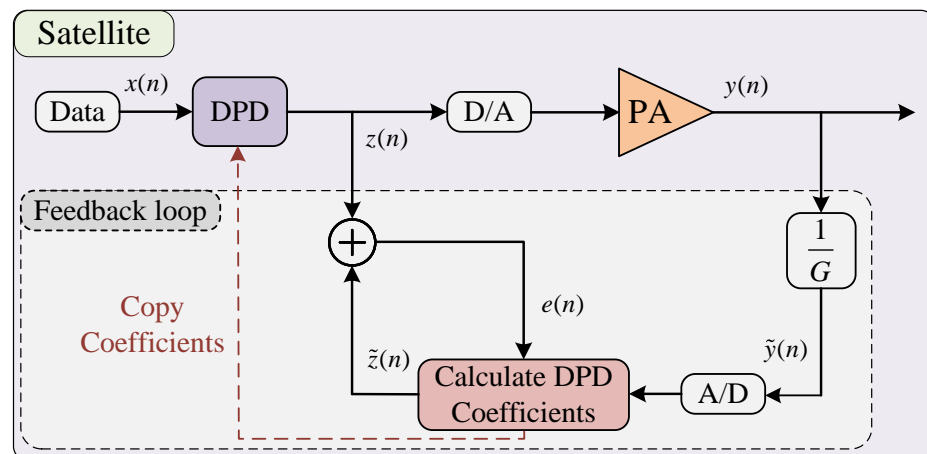 Satellite
x(n)
Data
DPD
z(n)
D/A
PA
y(n)
Feedback loop
+
1
G
Copy
Coefficients
e(n)
z̃(n)
ỹ(n)
Calculate DPD
Coefficients
A/D